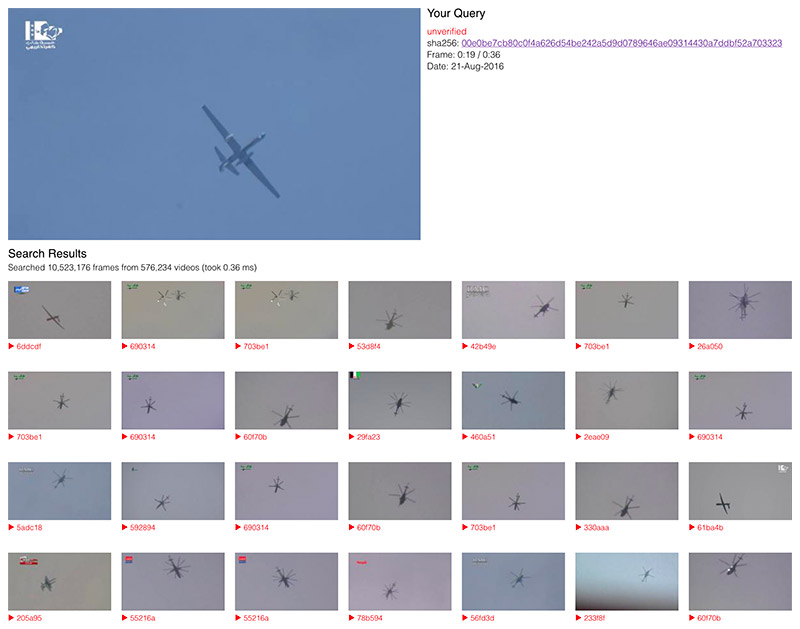 Your Query
unverified
sha256: 00e0be7cb80c0f4a626d54be242a5d9d0789646ae09314430a7ddbf52a703323
Frame: 0:19 / 0:36
Date: 21-Aug-2016
Search Results
Searched 10,523,176 frames from 576,234 videos (took 0.36 ms)
6ddcdf
690314
703be1
53d8f4
42b49e
703be1
26a050
703be1
690314
60f70b
29fa23
460a51
2eae09
690314
5adc18
592894
690314
60f70b
703be1
330aaa
61ba4b
205a95
55216a
55216a
78b594
56fd3d
233f8f
60f70b